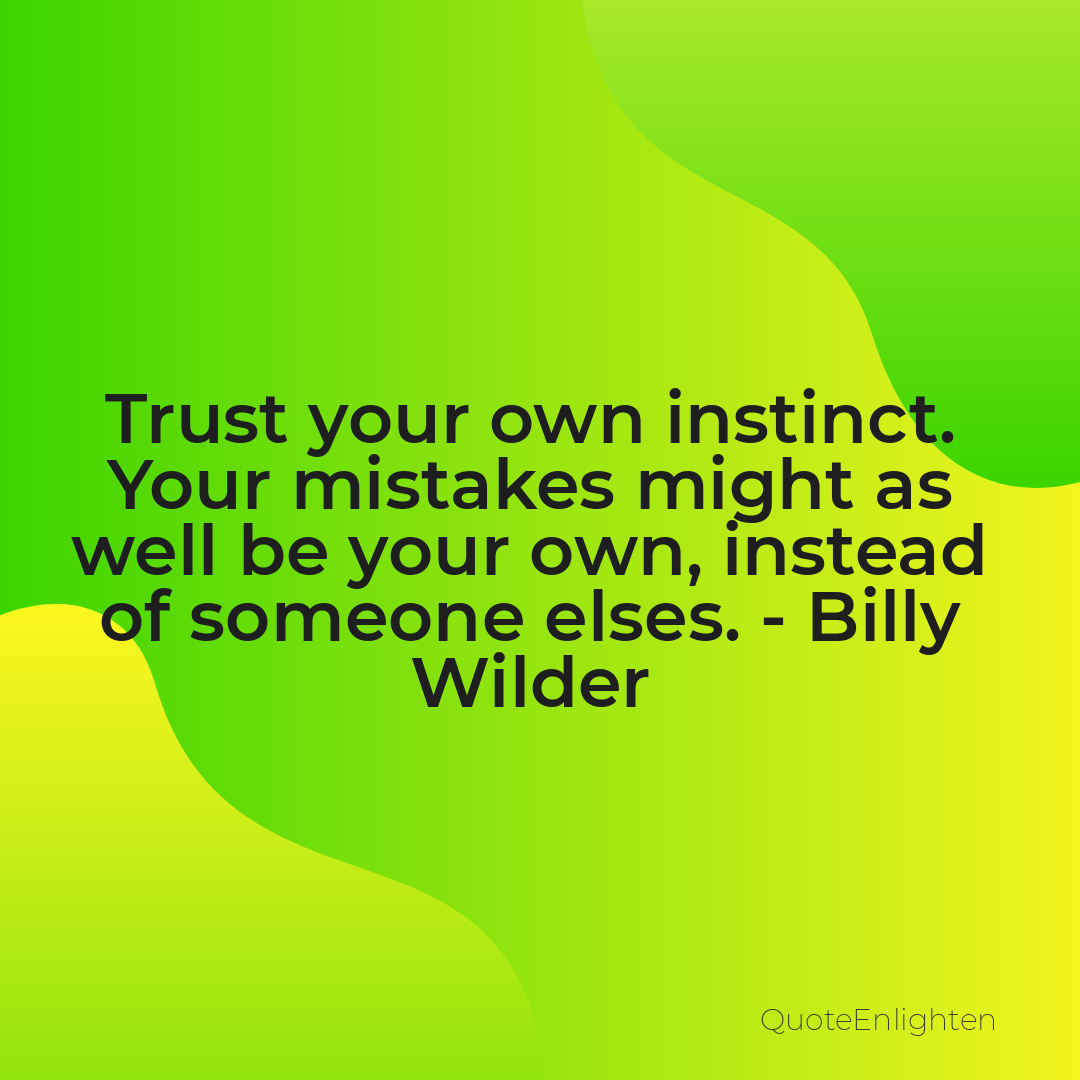 Trust your own instinct.
Your mistakes might as
well be your own, instead
of someone elses. - Billy
Wilder
QuoteEnlighten